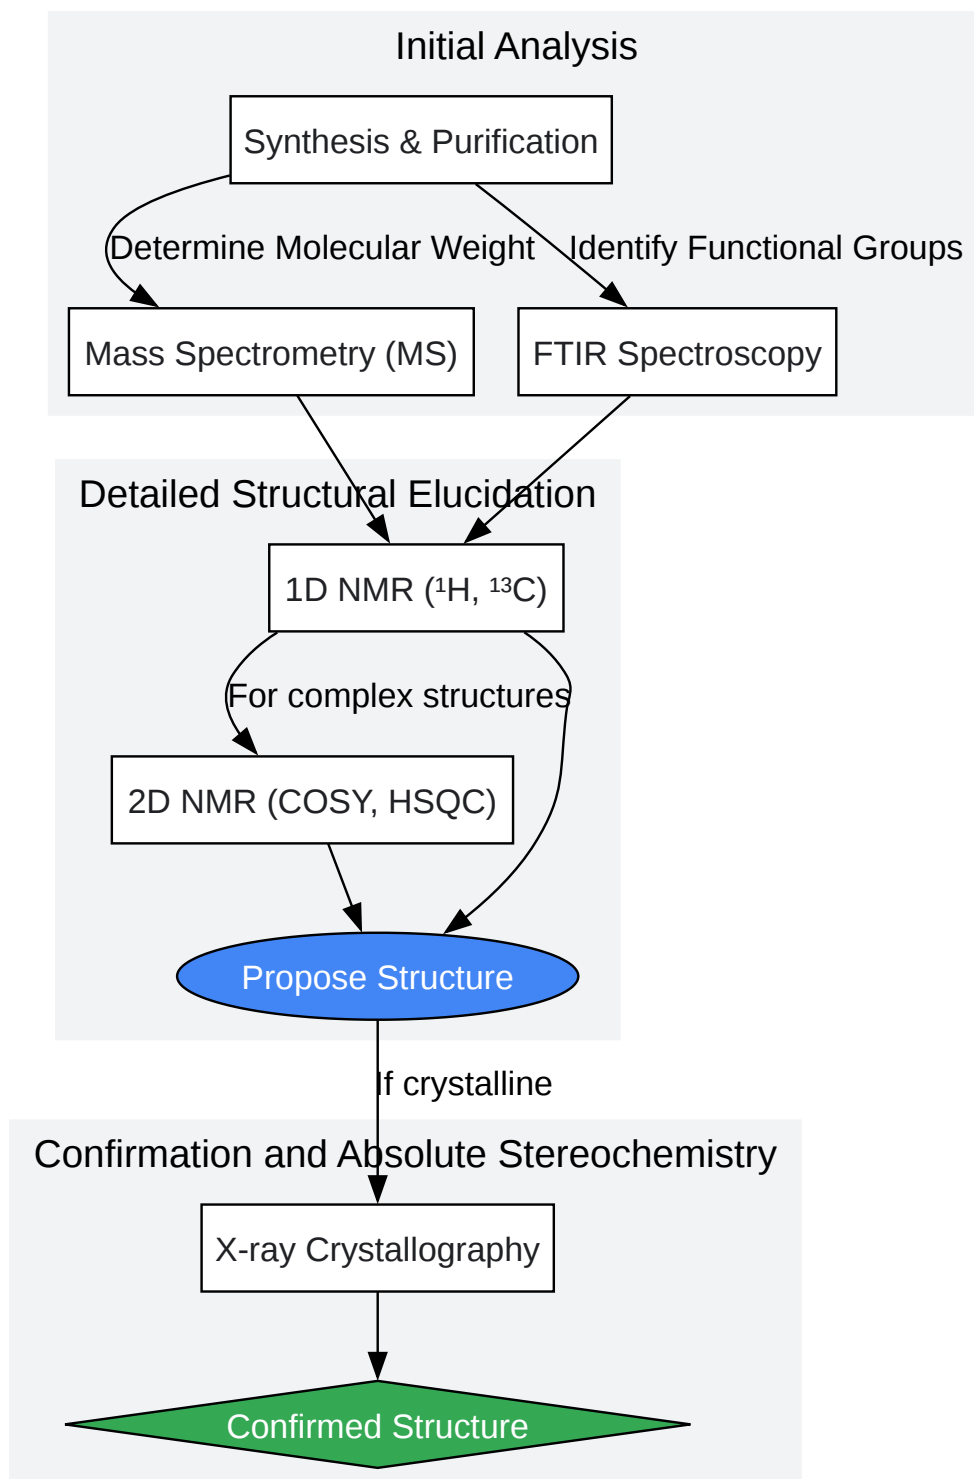 Initial Analysis
Synthesis & Purification
Determine Molecular Weight
Identify Functional Groups
Mass Spectrometry (MS)
FTIR Spectroscopy
Detailed Structural Elucidation
1D NMR (¹H, ¹³C)
For complex structures
2D NMR (COSY, HSQC)
Propose Structure
If crystalline
Confirmation and Absolute Stereochemistry
X-ray Crystallography
Confirmed Structure